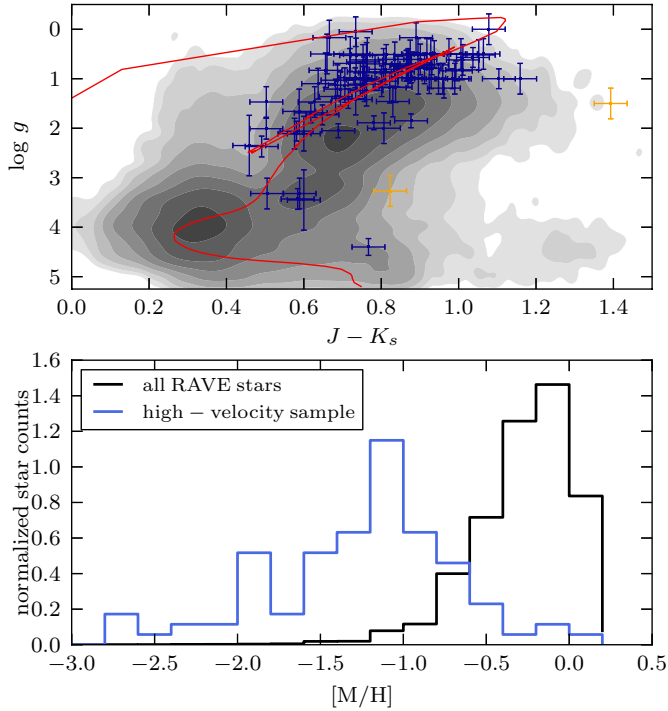 0
1
2
3
4
5
log g
0.0 0.2 0.4 0.6 0.8 1.0 1.2 1.4
J − Kₛ
1.6
1.4
1.2
1.0
0.8
0.6
0.4
0.2
0.0
normalized star counts
all RAVE stars
high − velocity sample
−3.0 −2.5 −2.0 −1.5 −1.0 −0.5 0.0 0.5
[M/H]